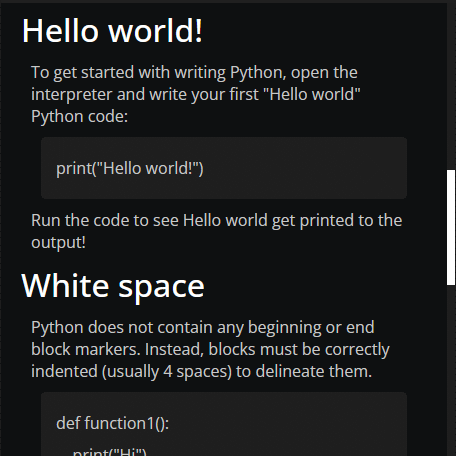 Hello world!
To get started with writing Python, open the
interpreter and write your first "Hello world"
Python code:
print("Hello world!")
Run the code to see Hello world get printed to the
output!
White space
Python does not contain any beginning or end
block markers. Instead, blocks must be correctly
indented (usually 4 spaces) to delineate them.
def function1():
print("Hi")